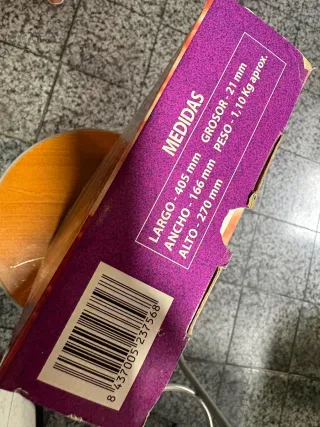 MEDIDAS
LARGO - 405 mm GROSOR - 21 mm
ANCHO - 166 mm PESO - 1,10 Kg aprox.
ALTO - 270 mm
8 437005 237568